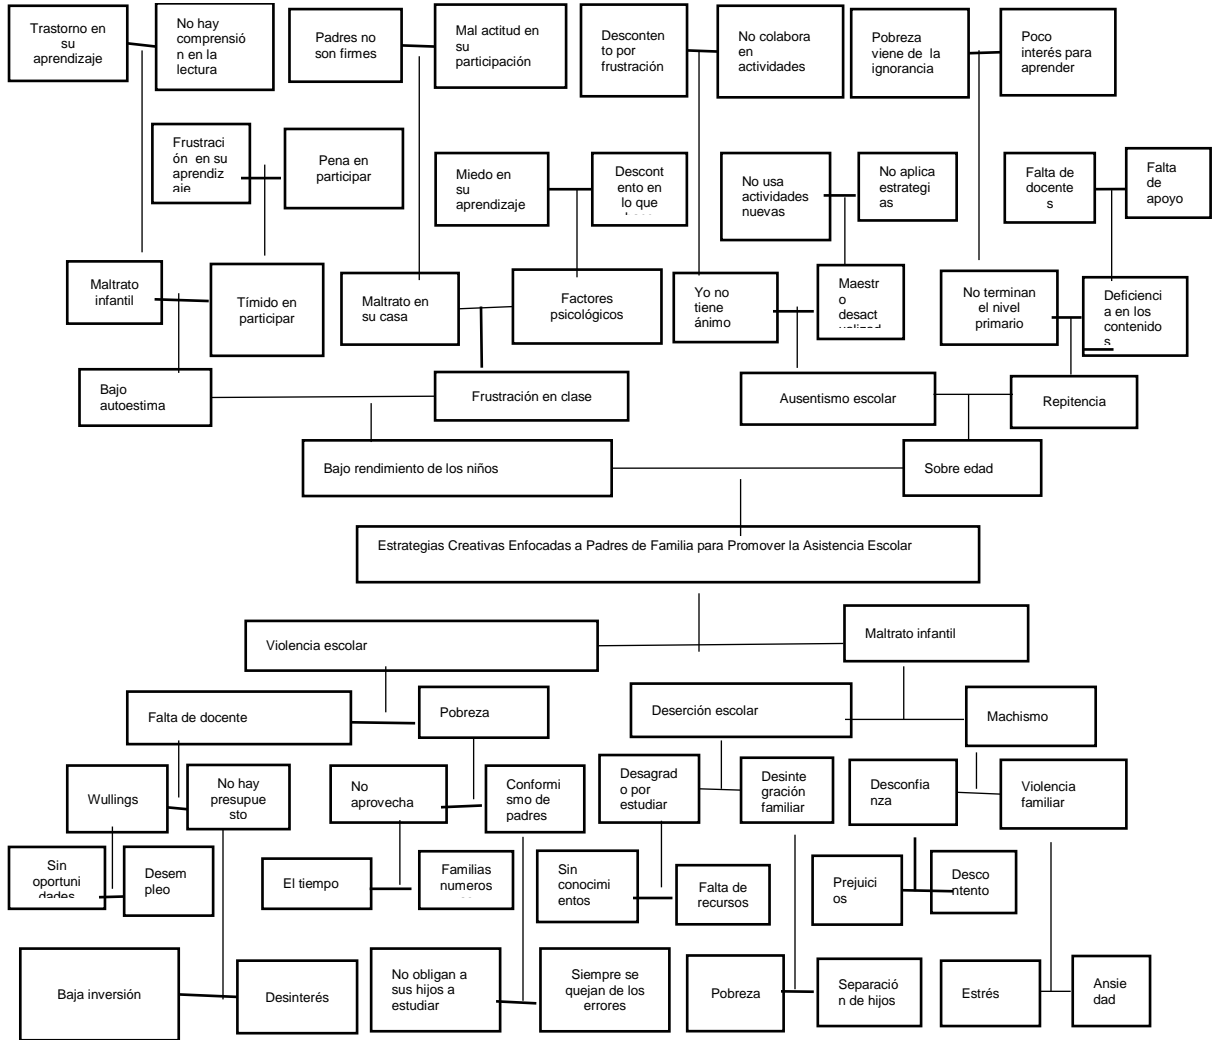 Trastorno en
su
aprendizaje
No hay
comprensió
n en la
lectura
Padres no
son firmes
Mal actitud en
su
participación
Desconten
to por
frustración
No colabora
en
actividades
Pobreza
viene de la
ignorancia
Poco
interés para
aprender
Frustraci
ón en su
aprendiz
aje
Pena en
participar
Miedo en
su
aprendizaje
Descont
ento en
lo que
No usa
actividades
nuevas
No aplica
estrategi
as
Falta de
docente
s
Falta
de
apoyo
Maltrato
infantil
Tímido en
participar
Maltrato en
su casa
Factores
psicológicos
Yo no
tiene
ánimo
Maestr
o
desact
ualizad
No terminan
el nivel
primario
Deficienci
a en los
contenido
s
Bajo
autoestima
Frustración en clase
Ausentismo escolar
Repitencia
Bajo rendimiento de los niños
Sobre edad
Estrategias Creativas Enfocadas a Padres de Familia para Promover la Asistencia Escolar
Violencia escolar
Maltrato infantil
Falta de docente
Pobreza
Deserción escolar
Machismo
Wullings
No hay
presupue
sto
No
aprovecha
Conformi
smo de
padres
Desagrad
o por
estudiar
Desinte
gración
familiar
Desconfia
nza
Violencia
familiar
Sin
oportuni
dades
Desem
pleo
El tiempo
Familias
numeros
Sin
conocimi
entos
Falta de
recursos
Prejuici
os
Desco
ntento
Baja inversión
Desinterés
No obligan a
sus hijos a
estudiar
Siempre se
quejan de los
errores
Pobreza
Separació
n de hijos
Estrés
Ansie
dad